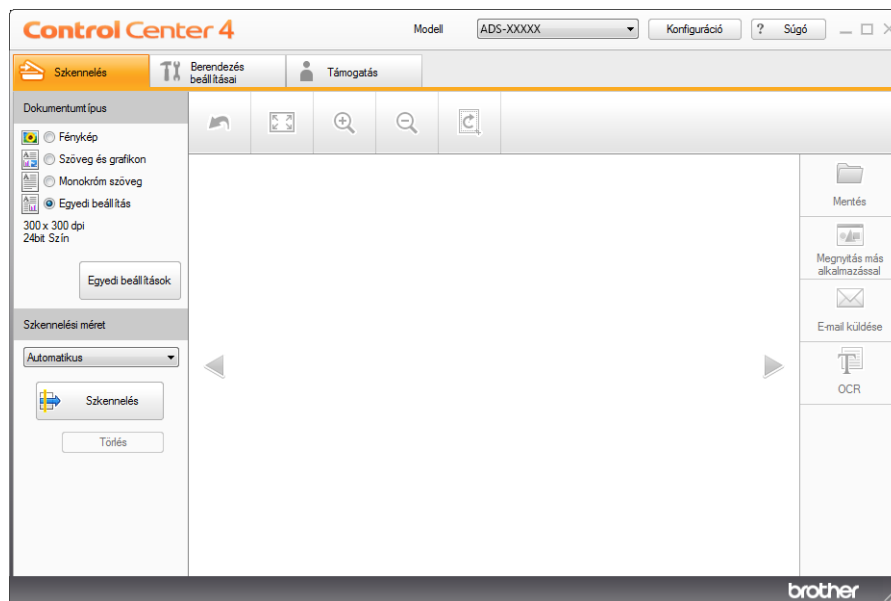 Control Center 4
Modell
ADS-XXXXX
Konfiguráció
? Súgó
Szkennelés
Berendezés
beállításai
Támogatás
Dokumentumtípus
Fénykép
Szöveg és grafikon
Monokróm szöveg
Egyedi beállítás
300 x 300 dpi
24bit Szín
Egyedi beállítások
Szkennelési méret
Automatikus
Szkennelés
Törlés
Mentés
Megnyitás más
alkalmazással
E-mail küldése
OCR
brother